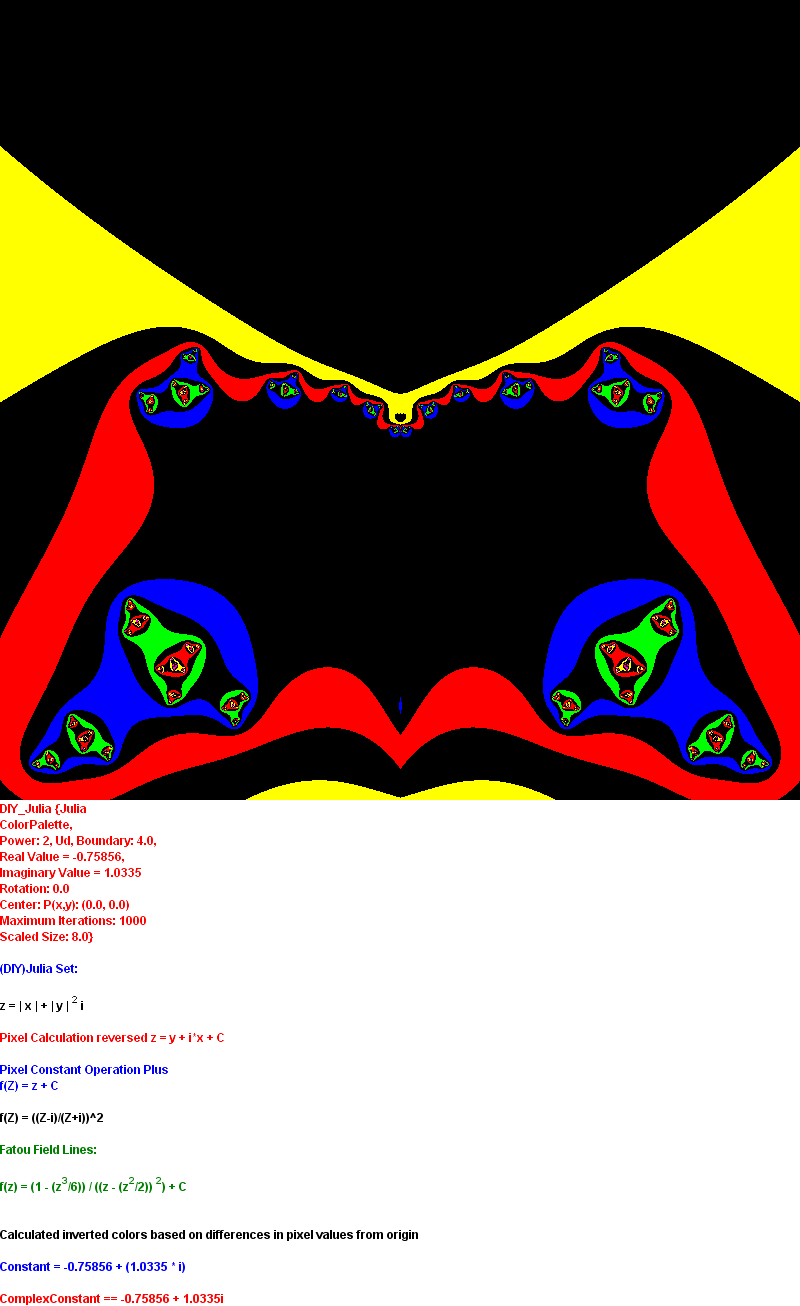 DIY_Julia {Julia
ColorPalette,
Power: 2, Ud, Boundary: 4.0,
Real Value = -0.75856,
Imaginary Value = 1.0335
Rotation: 0.0
Center: P(x,y): (0.0, 0.0)
Maximum Iterations: 1000
Scaled Size: 8.0}
(DIY)Julia Set:
z = | x | + | y | ² i
Pixel Calculation reversed z = y + i*x + C
Pixel Constant Operation Plus
f(Z) = z + C
f(Z) = ((Z-i)/(Z+i))^2
Fatou Field Lines:
f(z) = (1 - (z³/6)) / ((z - (z²/2)) ²) + C
Calculated inverted colors based on differences in pixel values from origin
Constant = -0.75856 + (1.0335 * i)
ComplexConstant == -0.75856 + 1.0335i